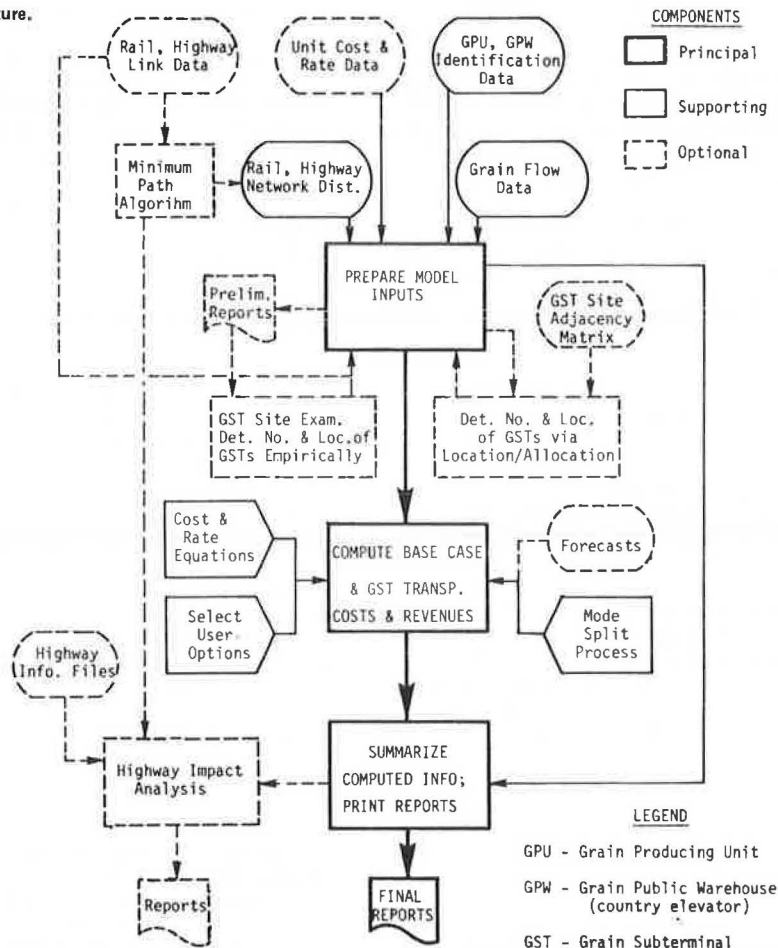 ture.
COMPONENTS
Principal
Supporting
Optional
Rail, Highway
Link Data
Unit Cost &
Rate Data
GPU, GPW
Identification
Data
Minimum
Path
Algorihm
Rail, Highway
Network Dist.
Grain Flow
Data
PREPARE MODEL
INPUTS
Prelim.
Reports
GST Site
Adjacency
Matrix
GST Site Exam.
Det. No. & Loc.of
GSTs Empirically
Det. No. & Loc.
of GSTs via
Location/Allocation
Cost &
Rate
Equations
COMPUTE BASE CASE
& GST TRANSP.
COSTS & REVENUES
Forecasts
Select
User
Options
Mode
Split
Process
Highway
Info. Files
Highway Impact
Analysis
SUMMARIZE
COMPUTED INFO;
PRINT REPORTS
Reports
FINAL
REPORTS
LEGEND
GPU - Grain Producing Unit
GPW - Grain Public Warehouse
(country elevator)
GST - Grain Subterminal